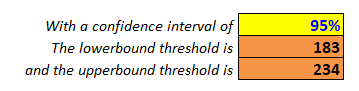 With a confidence interval of 95%
The lowerbound threshold is 183
and the upperbound threshold is 234